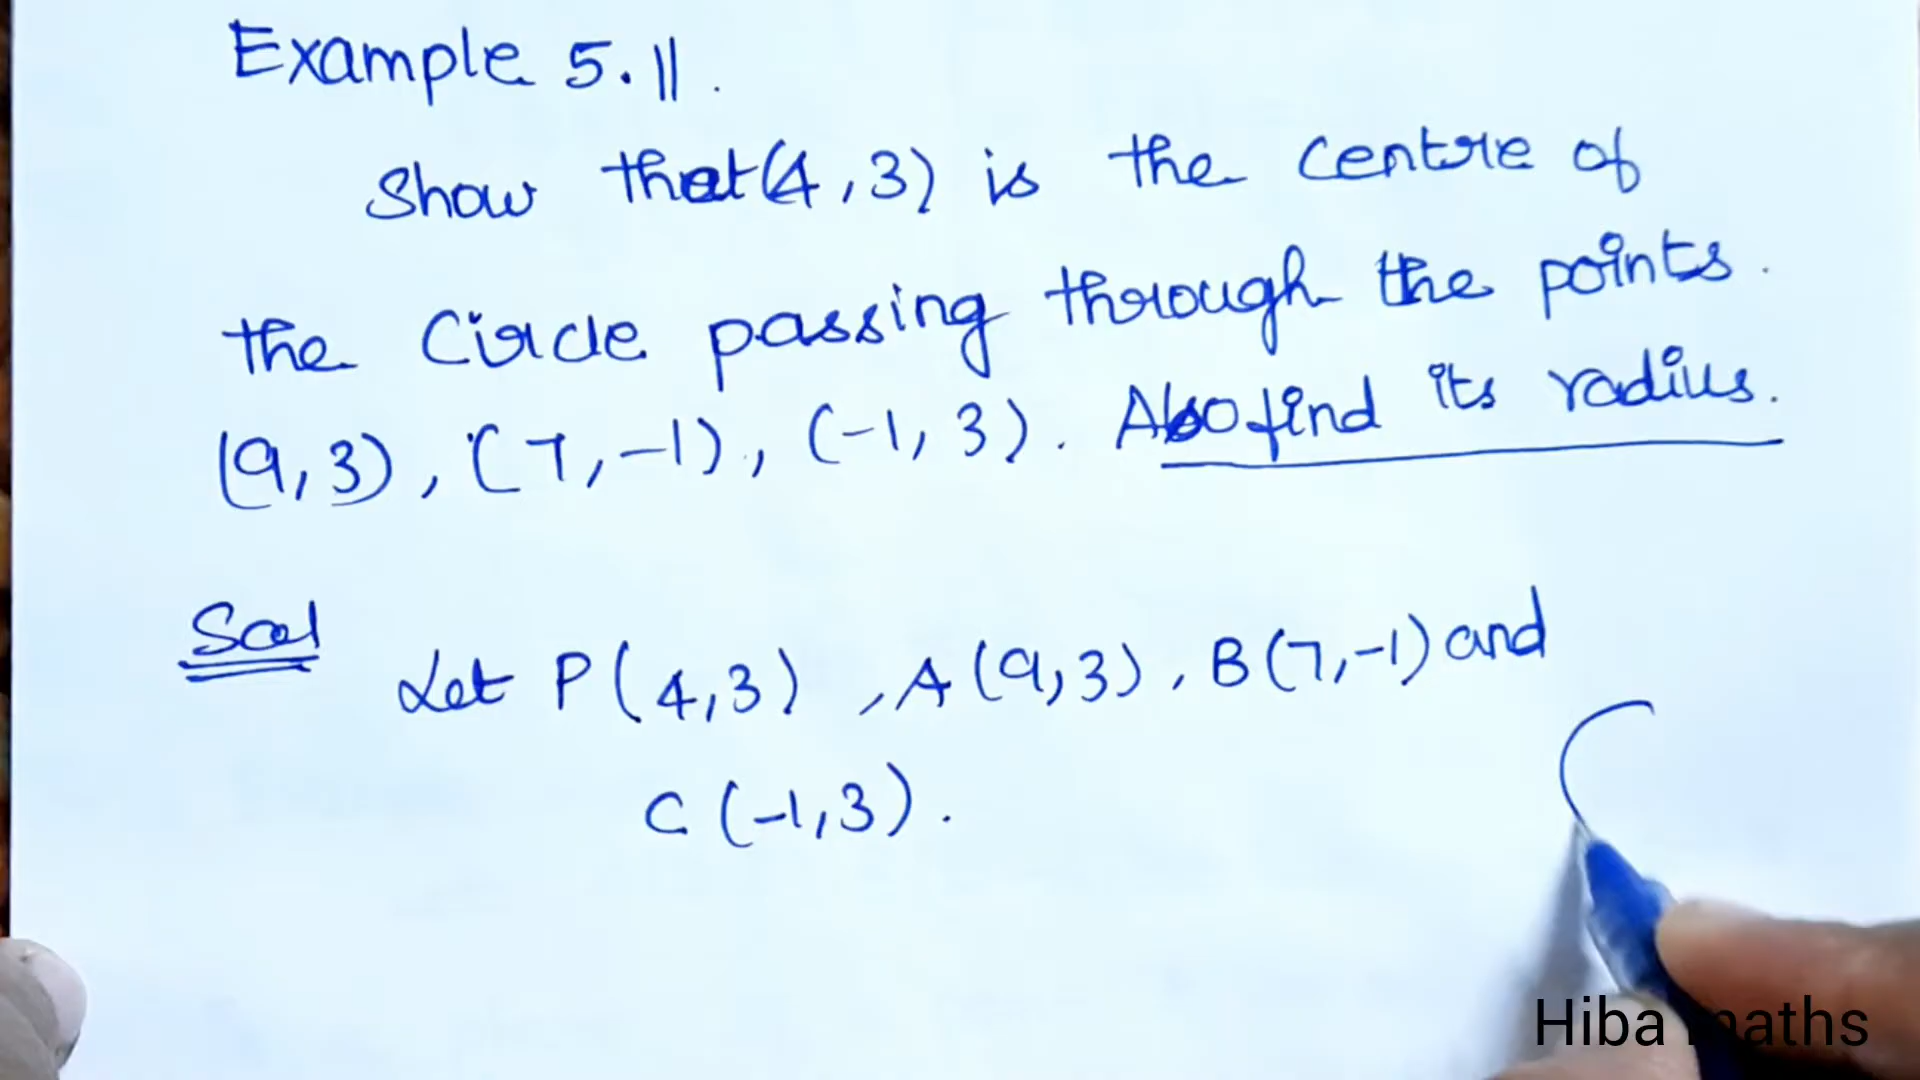 Example 5.11.
Show that (4,3) is the centre of
the Circle passing through the points.
(9,3), (7,-1), (-1,3). Also find its radius.
Sol
Let P(4,3), A(9,3), B(7,-1) and
C(-1,3).
Hiba maths